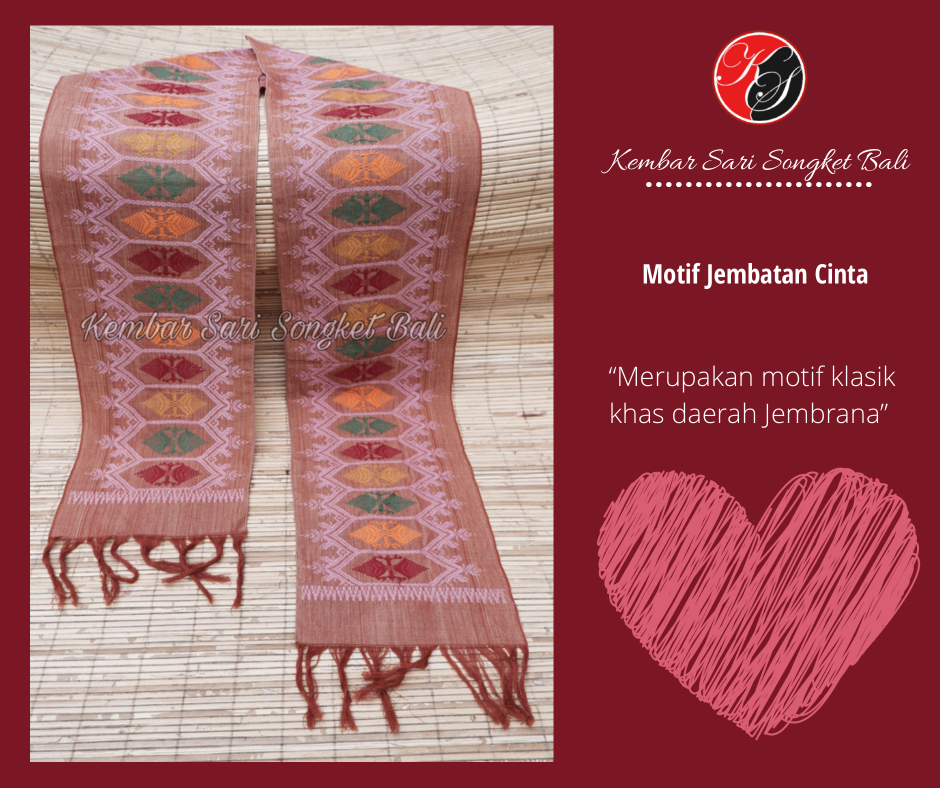 KS
Kembar Sari Songket Bali
Motif Jembatan Cinta
“Merupakan motif klasik
khas daerah Jembrana”
Kembar Sari Songket Bali